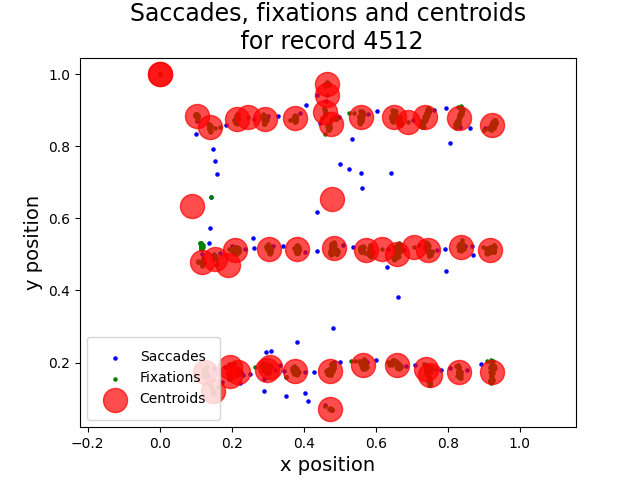 Saccades, fixations and centroids
for record 4512
1.0
0.8
0.6
0.4
0.2
y position
Saccades
Fixations
Centroids
−0.2
0.0
0.2
0.4
0.6
0.8
1.0
x position